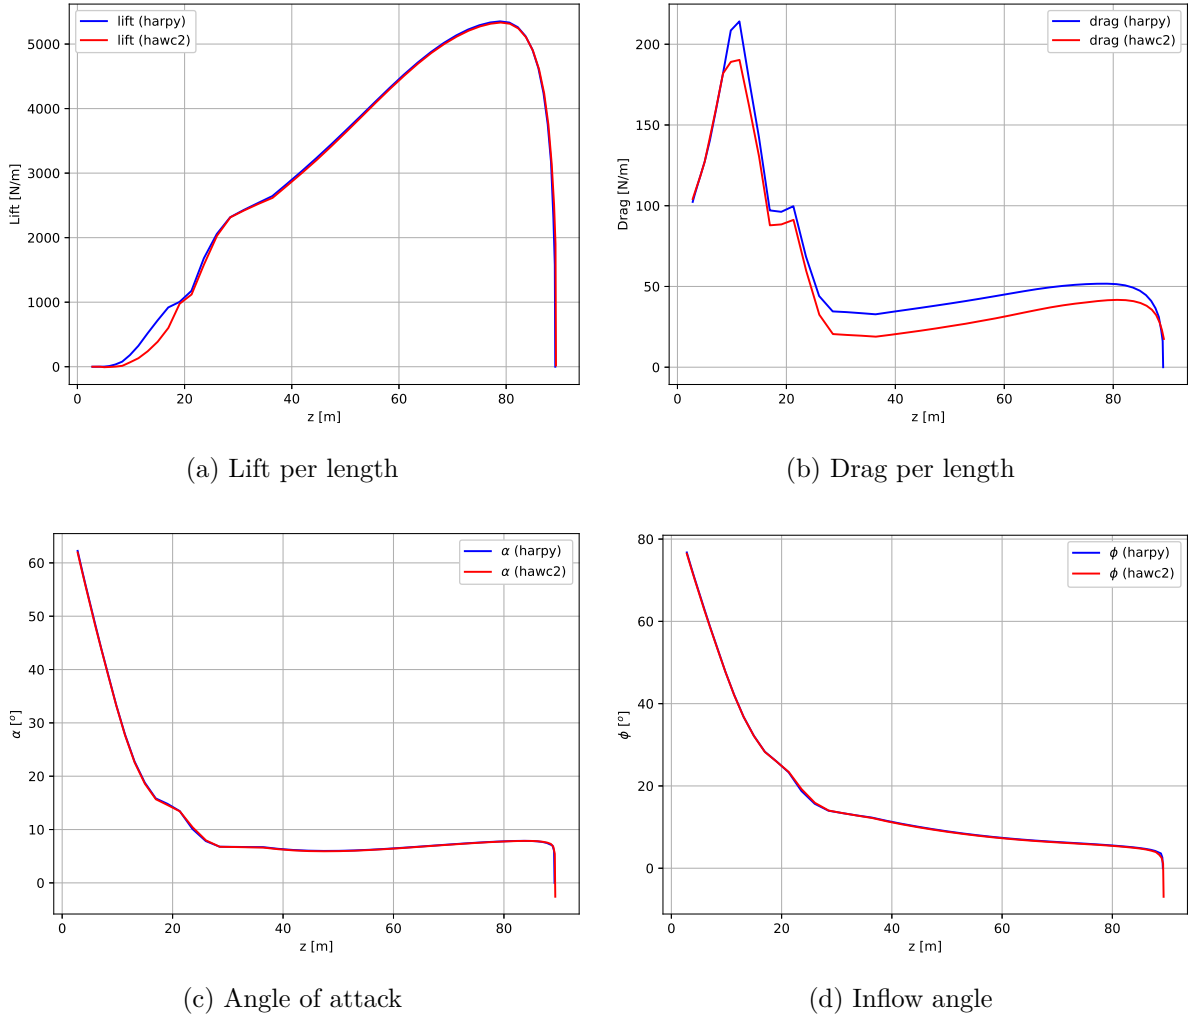 lift (harpy)
lift (hawc2)
5000
4000
3000
2000
1000
0
Lift [N/m]
0 20 40 60 80
z [m]
(a) Lift per length
drag (harpy)
drag (hawc2)
200
150
100
50
0
Drag [N/m]
0 20 40 60 80
z [m]
(b) Drag per length
α (harpy)
α (hawc2)
60
50
40
30
20
10
0
α [°]
0 20 40 60 80
z [m]
(c) Angle of attack
ϕ (harpy)
ϕ (hawc2)
80
60
40
20
0
ϕ [°]
0 20 40 60 80
z [m]
(d) Inflow angle